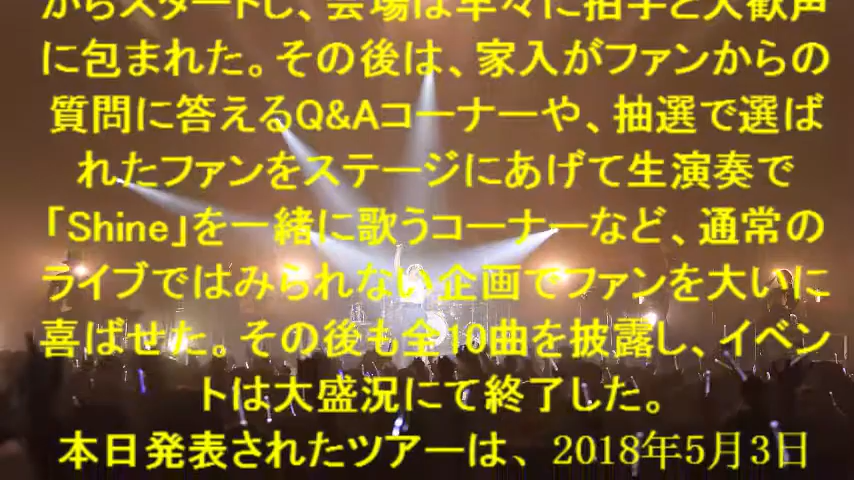 からスタートし、会場は早々に拍手と大歓声
に包まれた。その後は、家入がファンからの
質問に答えるQ&Aコーナーや、抽選で選ば
れたファンをステージにあげて生演奏で
「Shine」を一緒に歌うコーナーなど、通常の
ライブではみられない企画でファンを大いに
喜ばせた。その後も全10曲を披露し、イベン
トは大盛況にて終了した。
本日発表されたツアーは、2018年5月3日